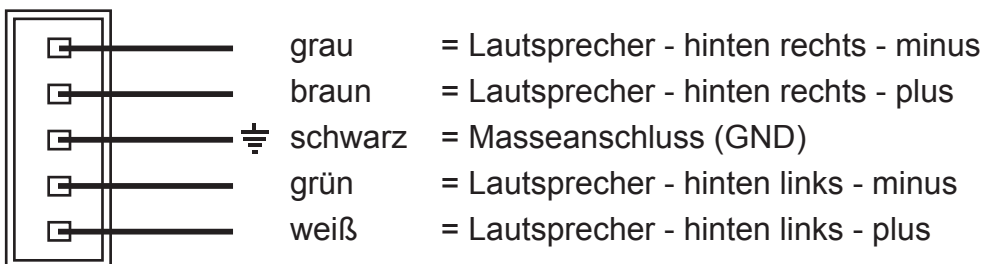 grau = Lautsprecher - hinten rechts - minus
braun = Lautsprecher - hinten rechts - plus
schwarz = Masseanschluss (GND)
grün = Lautsprecher - hinten links - minus
weiß = Lautsprecher - hinten links - plus